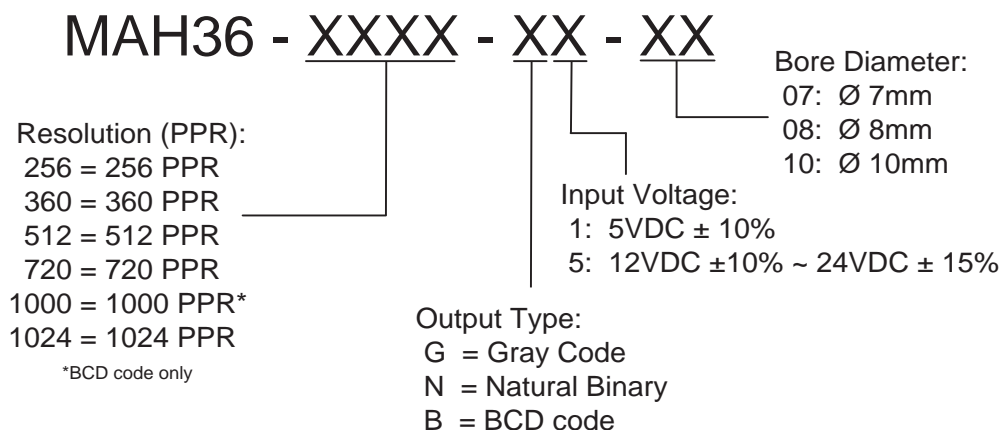 MAH36 - XXXX - XX - XX
Resolution (PPR):
256 = 256 PPR
360 = 360 PPR
512 = 512 PPR
720 = 720 PPR
1000 = 1000 PPR*
1024 = 1024 PPR
*BCD code only
Output Type:
G = Gray Code
N = Natural Binary
B = BCD code
Input Voltage:
1: 5VDC ± 10%
5: 12VDC ±10% ~ 24VDC ± 15%
Bore Diameter:
07: Ø 7mm
08: Ø 8mm
10: Ø 10mm